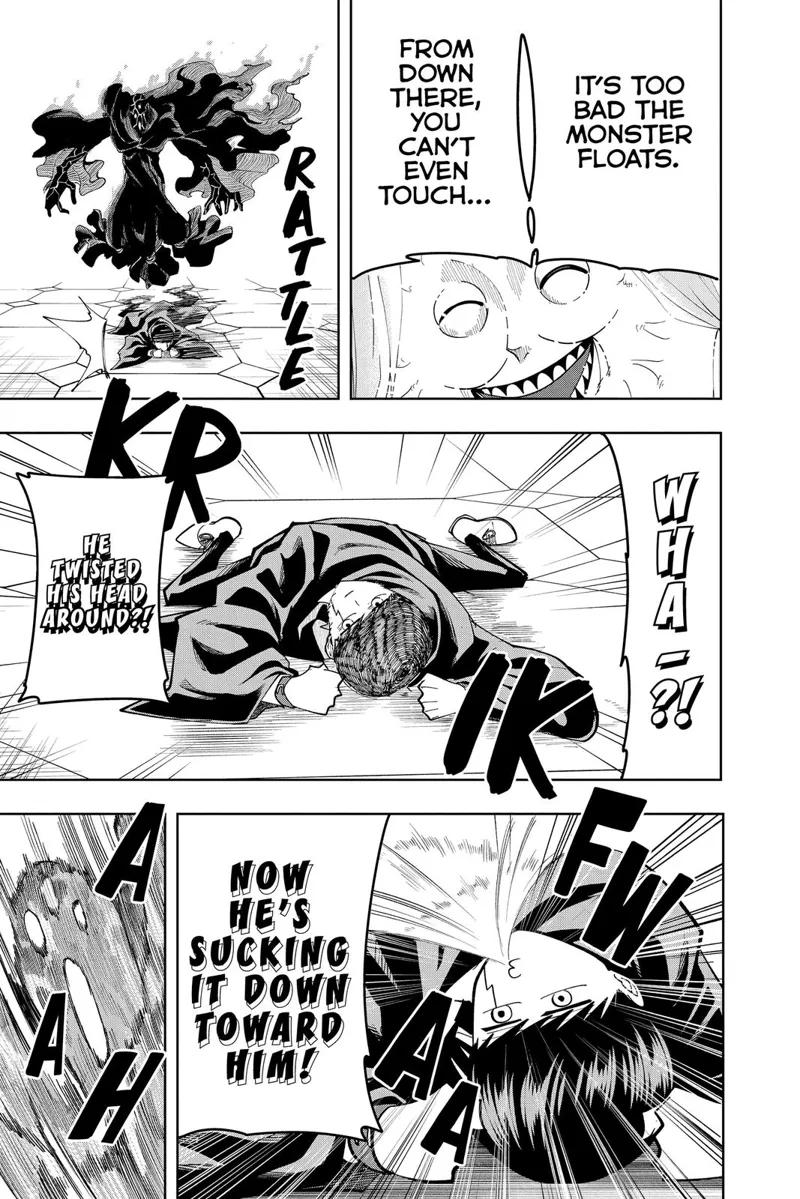 IT'S TOO
BAD THE
MONSTER
FLOATS.
FROM
DOWN
THERE,
YOU
CAN'T
EVEN
TOUCH...
RATTLE
WHA-?!
KR
IK
HE
TWISTED
HIS HEAD
AROUND?!
FW
AA
NOW
HE'S
SUCKING
IT DOWN
TOWARD
HIM!
A
A
H